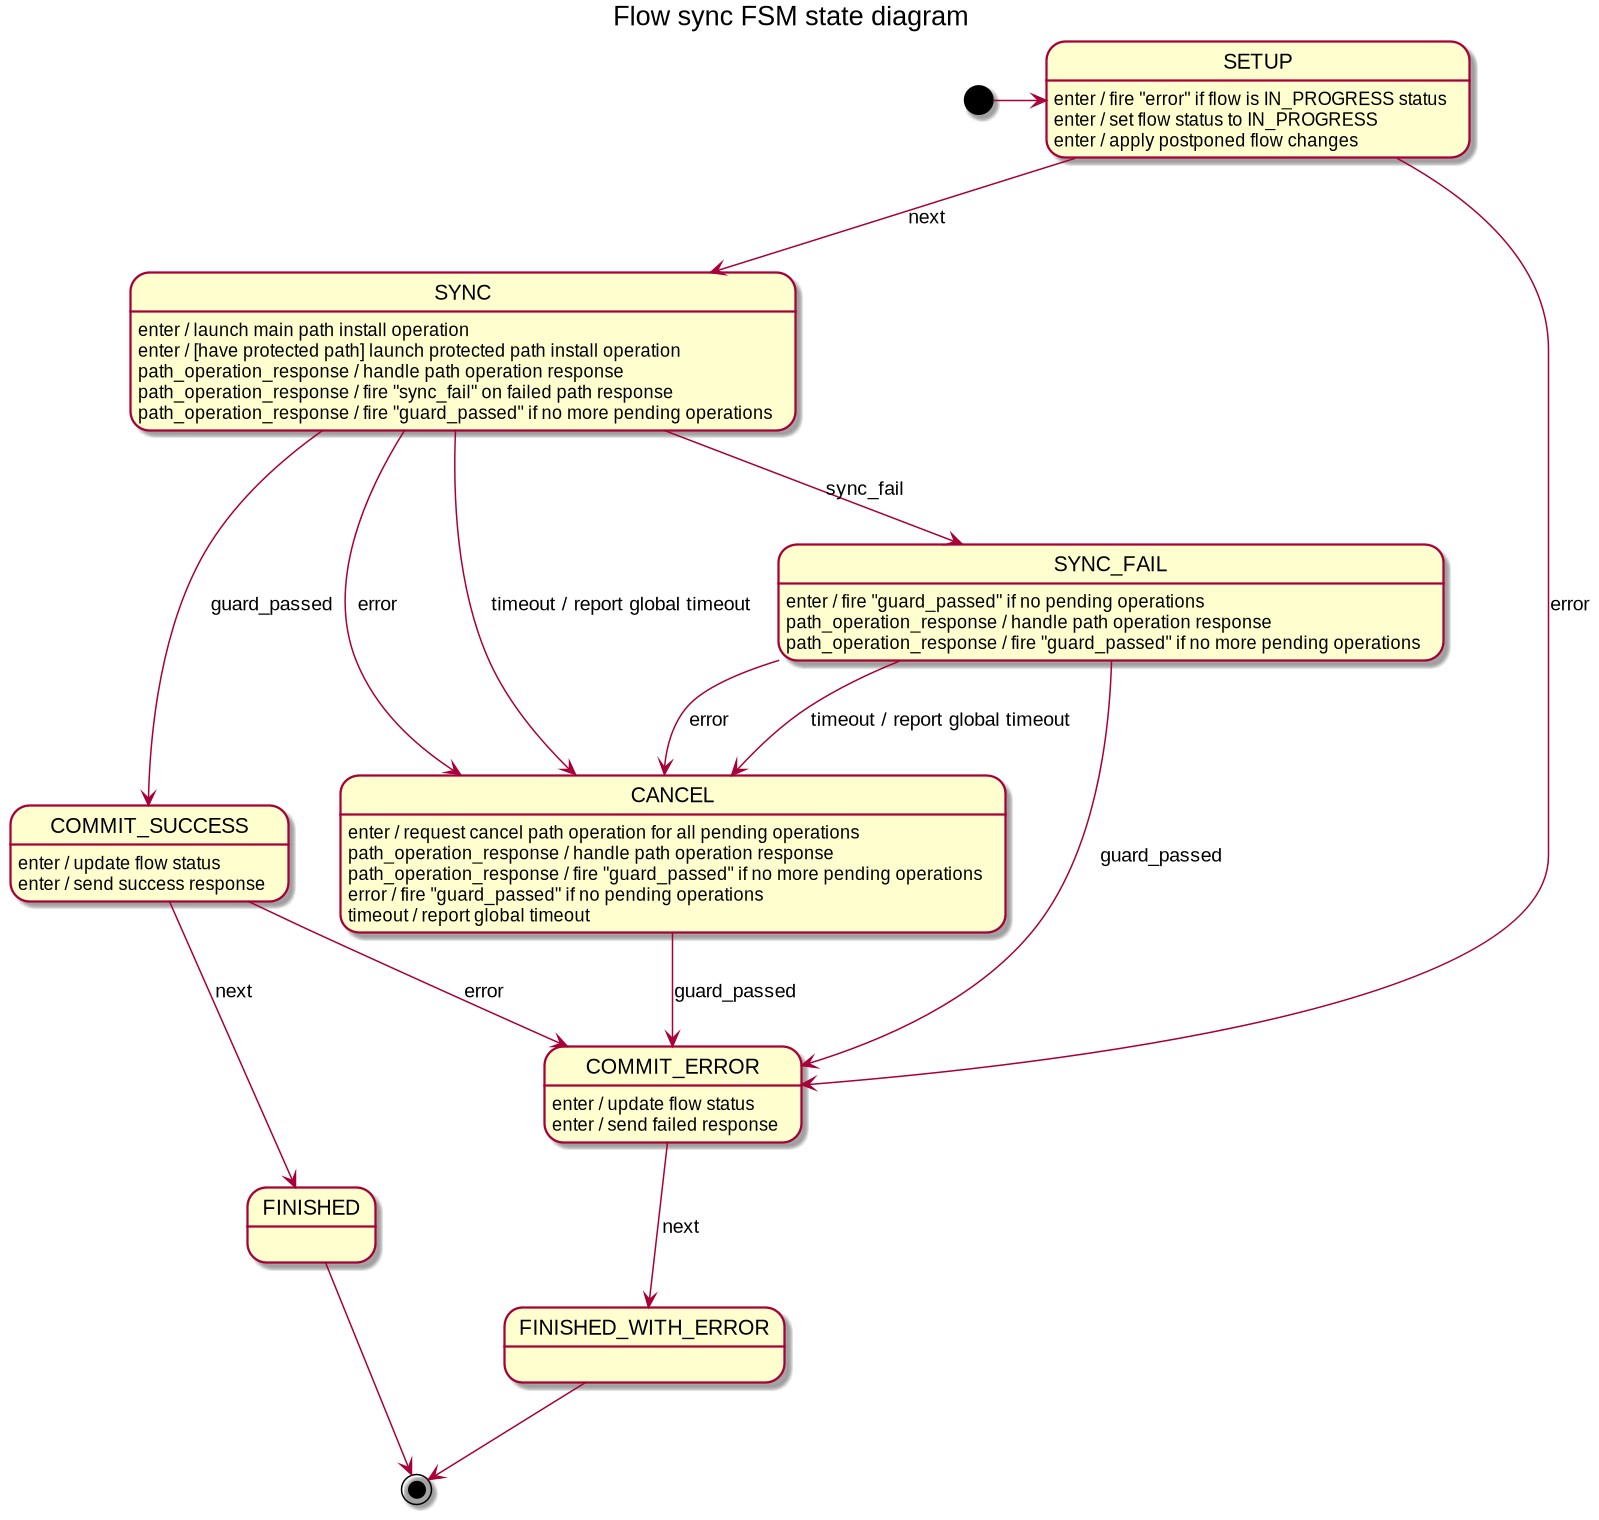 Flow sync FSM state diagram
SETUP
enter / fire "error" if flow is IN_PROGRESS status
enter / set flow status to IN_PROGRESS
enter / apply postponed flow changes
next
SYNC
enter / launch main path install operation
enter / [have protected path] launch protected path install operation
path_operation_response / handle path operation response
path_operation_response / fire "sync_fail" on failed path response
path_operation_response / fire "guard_passed" if no more pending operations
sync_fail
SYNC_FAIL
enter / fire "guard_passed" if no pending operations
path_operation_response / handle path operation response
path_operation_response / fire "guard_passed" if no more pending operations
guard_passed
error
timeout / report global timeout
error
error
timeout / report global timeout
CANCEL
enter / request cancel path operation for all pending operations
path_operation_response / handle path operation response
path_operation_response / fire "guard_passed" if no more pending operations
error / fire "guard_passed" if no pending operations
timeout / report global timeout
COMMIT_SUCCESS
enter / update flow status
enter / send success response
guard_passed
next
error
guard_passed
COMMIT_ERROR
enter / update flow status
enter / send failed response
FINISHED
next
FINISHED_WITH_ERROR